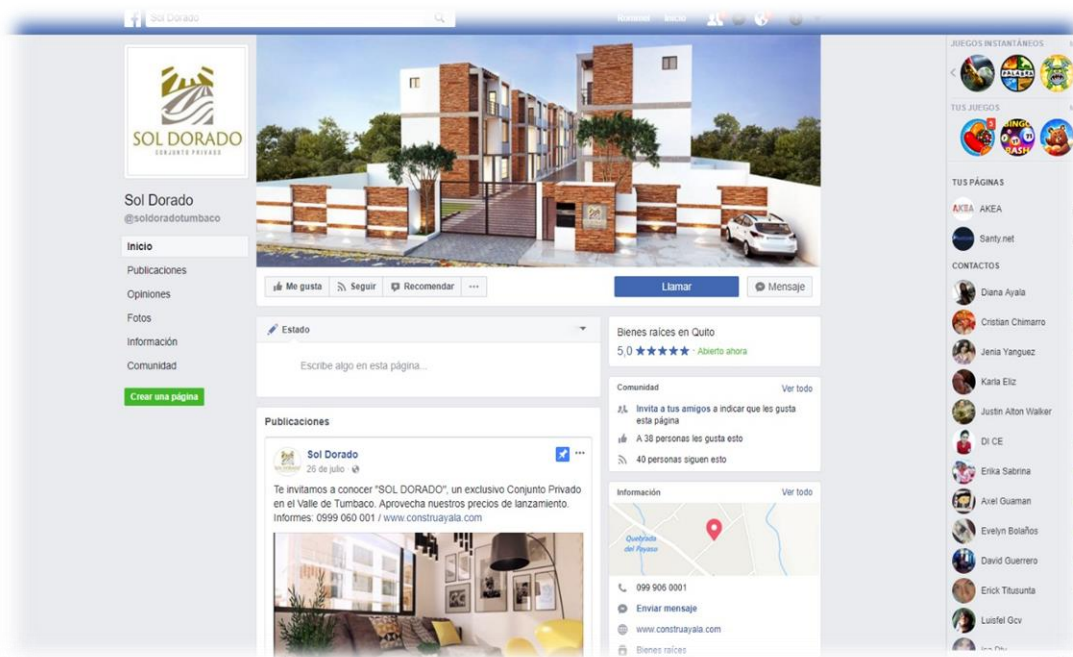 Sol Dorado
Inicio
SOL DORADO
CONJUNTO PRIVADO
Sol Dorado
@soldoradotumbaco
Inicio
Publicaciones
Opiniones
Fotos
Información
Comunidad
Crear una página
Me gusta
Seguir
Recomendar
Llamar
Mensaje
Estado
Escribe algo en esta página...
Publicaciones
Sol Dorado
26 de julio
Te invitamos a conocer "SOL DORADO", un exclusivo Conjunto Privado
en el Valle de Tumbaco. Aprovecha nuestros precios de lanzamiento.
Informes: 0999 060 001 / www.construayala.com
Bienes raíces en Quito
5,0 ★★★★★ · Abierto ahora
Comunidad Ver todo
Invita a tus amigos a indicar que les gusta
esta página
A 38 personas les gusta esto
40 personas siguen esto
Información Ver todo
Quebrada
del Payaso
099 906 0001
Enviar mensaje
www.construayala.com
Bienes raíces
JUEGOS INSTANTÁNEOS
PALABRA
TUS JUEGOS
3
BINGO
BASH
TUS PÁGINAS
AKEA AKEA
Santy.net
CONTACTOS
Diana Ayala
Cristian Chimarro
Jenia Yanguez
Karla Eliz
Justin Alton Walker
DI CE
Erika Sabrina
Axel Guaman
Evelyn Bolaños
David Guerrero
Erick Titusunta
Luisfel Gcv